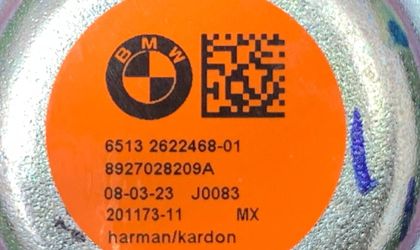 BMW
6513 2622468-01
8927028209A
08-03-23 J0083
201173-11 MX
harman/kardon